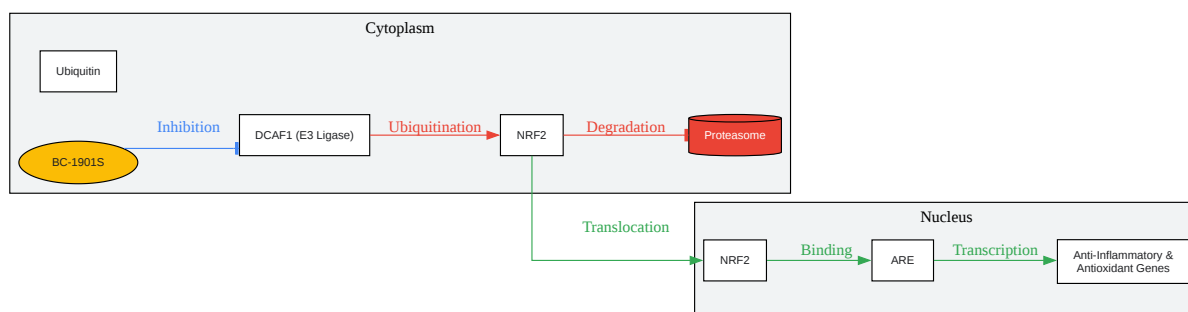 Cytoplasm
Ubiquitin
Inhibition
DCAF1 (E3 Ligase)
Ubiquitination
NRF2
Degradation
Proteasome
BC-1901S
Translocation
Nucleus
NRF2
Binding
ARE
Transcription
Anti-Inflammatory &
Antioxidant Genes